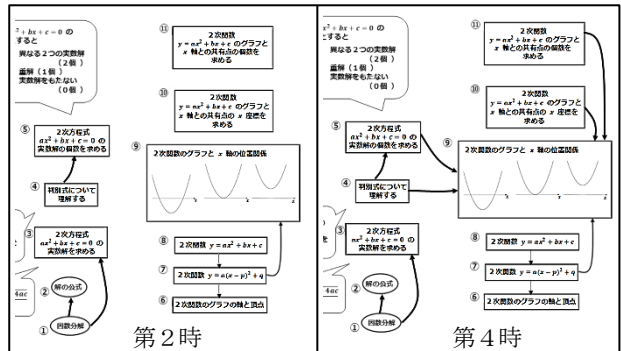 x² + bx + c = 0 の
とすると
異なる2つの実数解
(2個)
重解(1個)
実数解をもたない
(0個)
⑤
2次方程式
ax² + bx + c = 0 の
実数解の個数を求める
④
判別式について
理解する
③
2次方程式
ax² + bx + c = 0 の
実数解を求める
4ac
② 解の公式
① 因数分解
⑪
2次関数
y = ax² + bx + c のグラフと
x 軸との共有点の個数を
求める
⑩
2次関数
y = ax² + bx + c のグラフと
x 軸との共有点の x 座標を
求める
⑨
2次関数のグラフと x 軸の位置関係
x
x
x
⑧ 2次関数 y = ax² + bx + c
⑦ 2次関数 y = a(x − p)² + q
⑥ 2次関数のグラフの軸と頂点
第2時
x² + bx + c = 0 の
とすると
異なる2つの実数解
(2個)
重解(1個)
実数解をもたない
(0個)
⑤
2次方程式
ax² + bx + c = 0 の
実数解の個数を求める
④
判別式について
理解する
の
を
③
2次方程式
ax² + bx + c = 0 の
実数解を求める
4ac
② 解の公式
① 因数分解
⑪
2次関数
y = ax² + bx + c のグラフと
x 軸との共有点の個数を
求める
⑩
2次関数
y = ax² + bx + c のグラフと
x 軸との共有点の x 座標を
求める
⑨
2次関数のグラフと x 軸の位置関係
x
x
x
⑧ 2次関数 y = ax² + bx + c
⑦ 2次関数 y = a(x − p)² + q
⑥ 2次関数のグラフの軸と頂点
第4時